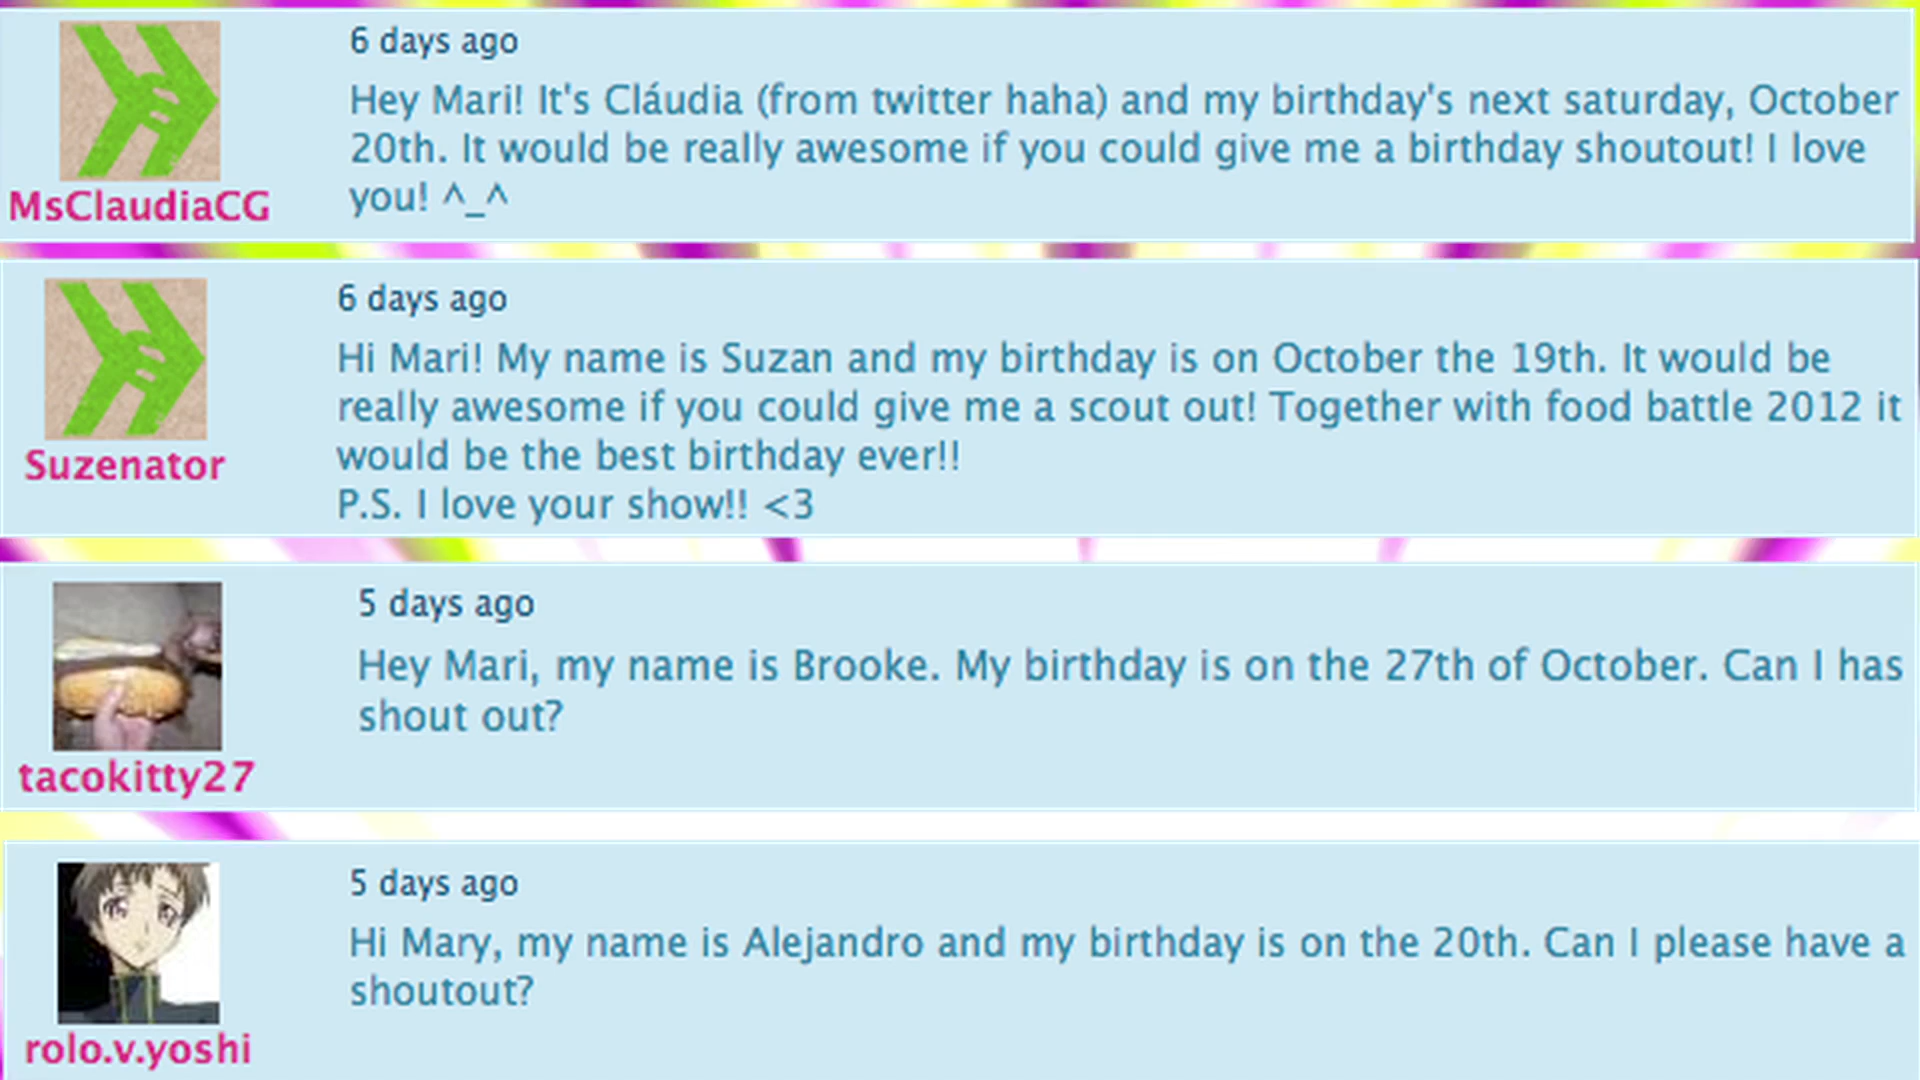 6 days ago
Hey Mari! It's Cláudia (from twitter haha) and my birthday's next saturday, October
20th. It would be really awesome if you could give me a birthday shoutout! I love
you! ^_^
MsClaudiaCG
6 days ago
Hi Mari! My name is Suzan and my birthday is on October the 19th. It would be
really awesome if you could give me a scout out! Together with food battle 2012 it
would be the best birthday ever!!
P.S. I love your show!! <3
Suzenator
5 days ago
Hey Mari, my name is Brooke. My birthday is on the 27th of October. Can I has
shout out?
tacokitty27
5 days ago
Hi Mary, my name is Alejandro and my birthday is on the 20th. Can I please have a
shoutout?
rolo.v.yoshi